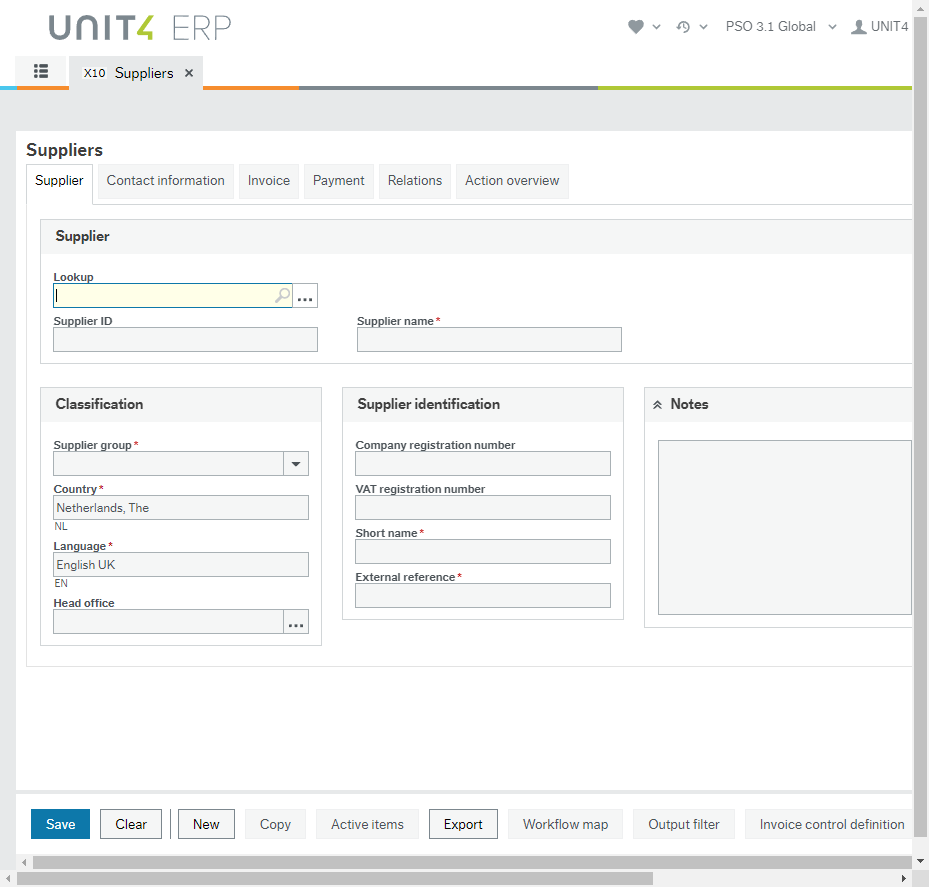 UNIT4 ERP
PSO 3.1 Global
UNIT4
X10 Suppliers ×
Suppliers
Supplier Contact information Invoice Payment Relations Action overview
Supplier
Lookup
...
Supplier ID Supplier name *
Classification Supplier identification Notes
Supplier group * Company registration number
Country * VAT registration number
Netherlands, The
NL
Language * Short name *
English UK
EN
External reference *
Head office
...
Save Clear New Copy Active items Export Workflow map Output filter Invoice control definition